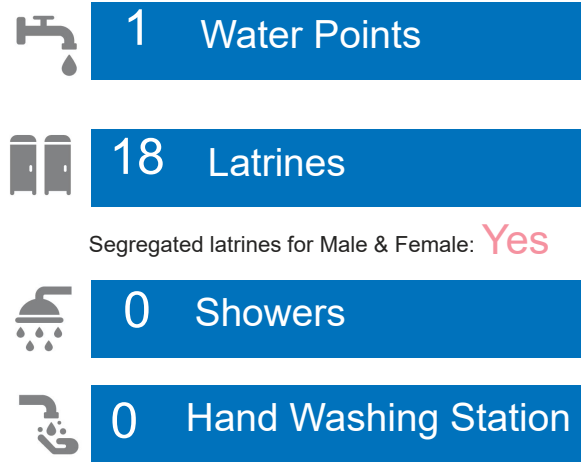 1 Water Points
18 Latrines
Segregated latrines for Male & Female: Yes
0 Showers
0 Hand Washing Station